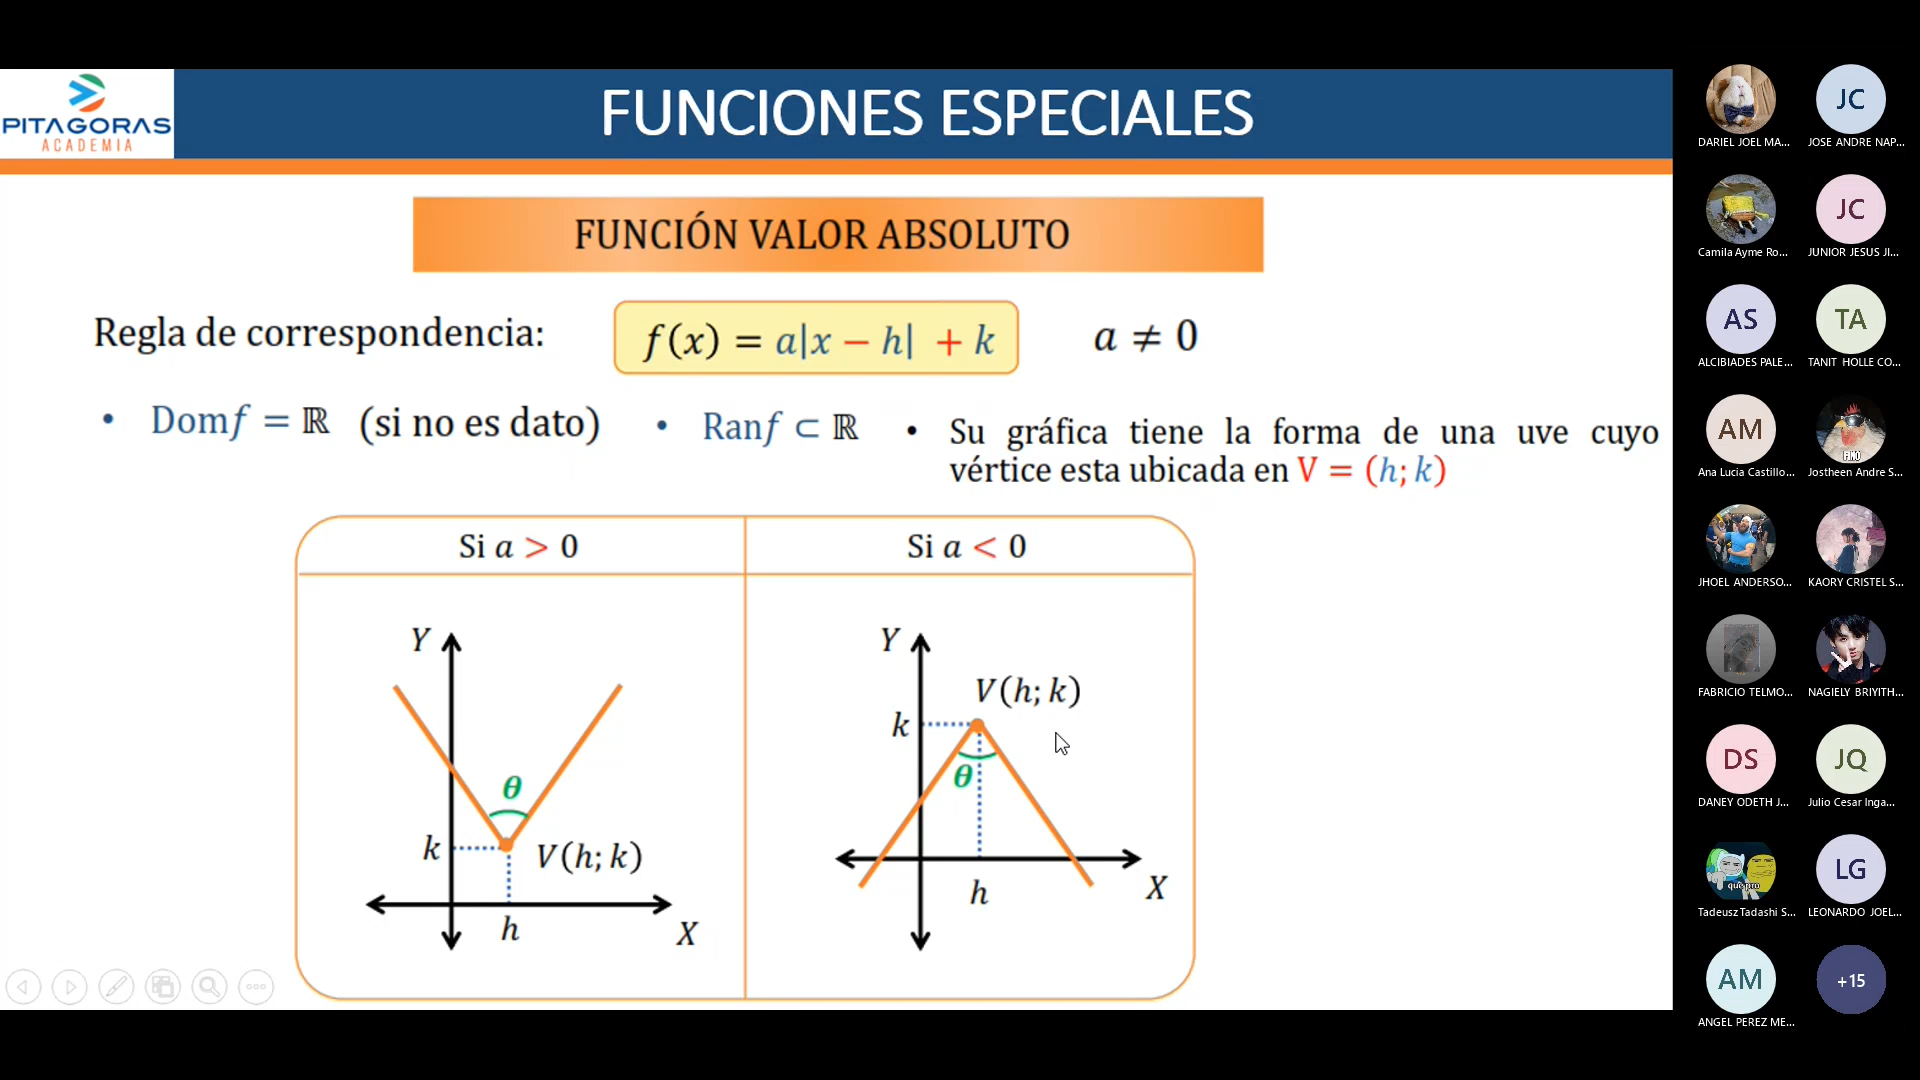 PITAGORAS
ACADEMIA
FUNCIONES ESPECIALES
FUNCIÓN VALOR ABSOLUTO
Regla de correspondencia:
f(x) = a|x − h| + k
a ≠ 0
• Domf = ℝ (si no es dato)
• Ranf ⊂ ℝ
• Su gráfica tiene la forma de una uve cuyo
vértice esta ubicada en V = (h; k)
Si a > 0
Si a < 0
Y
θ
k
V(h; k)
h
X
Y
V(h; k)
k
θ
h
X
DARIEL JOEL MA...
JC
JOSE ANDRE NAP...
Camila Ayme Ro...
JC
JUNIOR JESUS JI...
AS
ALCIBIADES PALE...
TA
TANIT HOLLE CO...
AM
Ana Lucia Castillo...
FINO
Jostheen Andre S...
JHOEL ANDERSO...
KAORY CRISTEL S...
FABRICIO TELMO...
NAGIELY BRIYITH...
DS
DANEY ODETH J...
JQ
Julio Cesar Inga...
que pro
Tadeusz Tadashi S...
LG
LEONARDO JOEL...
AM
ANGEL PEREZ ME...
+15